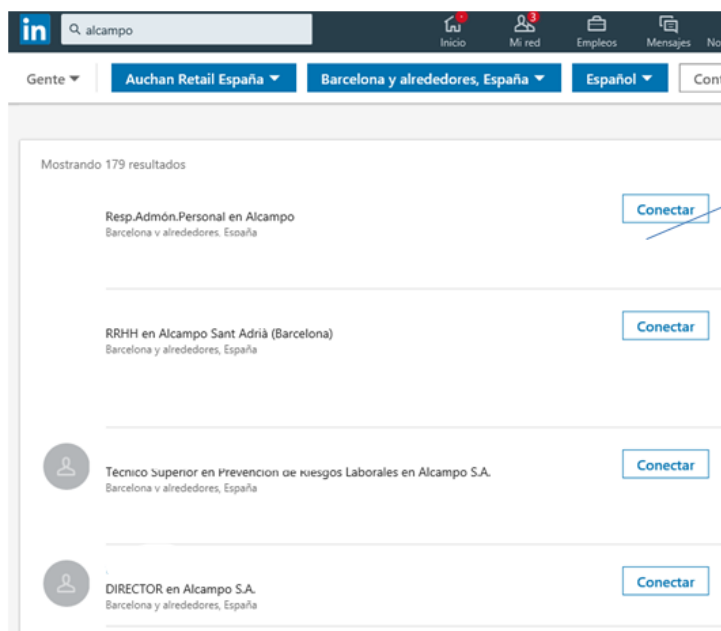 in alcampo
Inicio Mi red 3 Empleos Mensajes No
Gente Auchan Retail España Barcelona y alrededores, España Español Cont
Mostrando 179 resultados
Resp.Admón.Personal en Alcampo Conectar
Barcelona y alrededores. España
RRHH en Alcampo Sant Adrià (Barcelona) Conectar
Barcelona y alrededores, España
Técnico Superior en Prevención de Riesgos Laborales en Alcampo S.A. Conectar
Barcelona y alrededores, España
DIRECTOR en Alcampo S.A. Conectar
Barcelona y alrededores, España